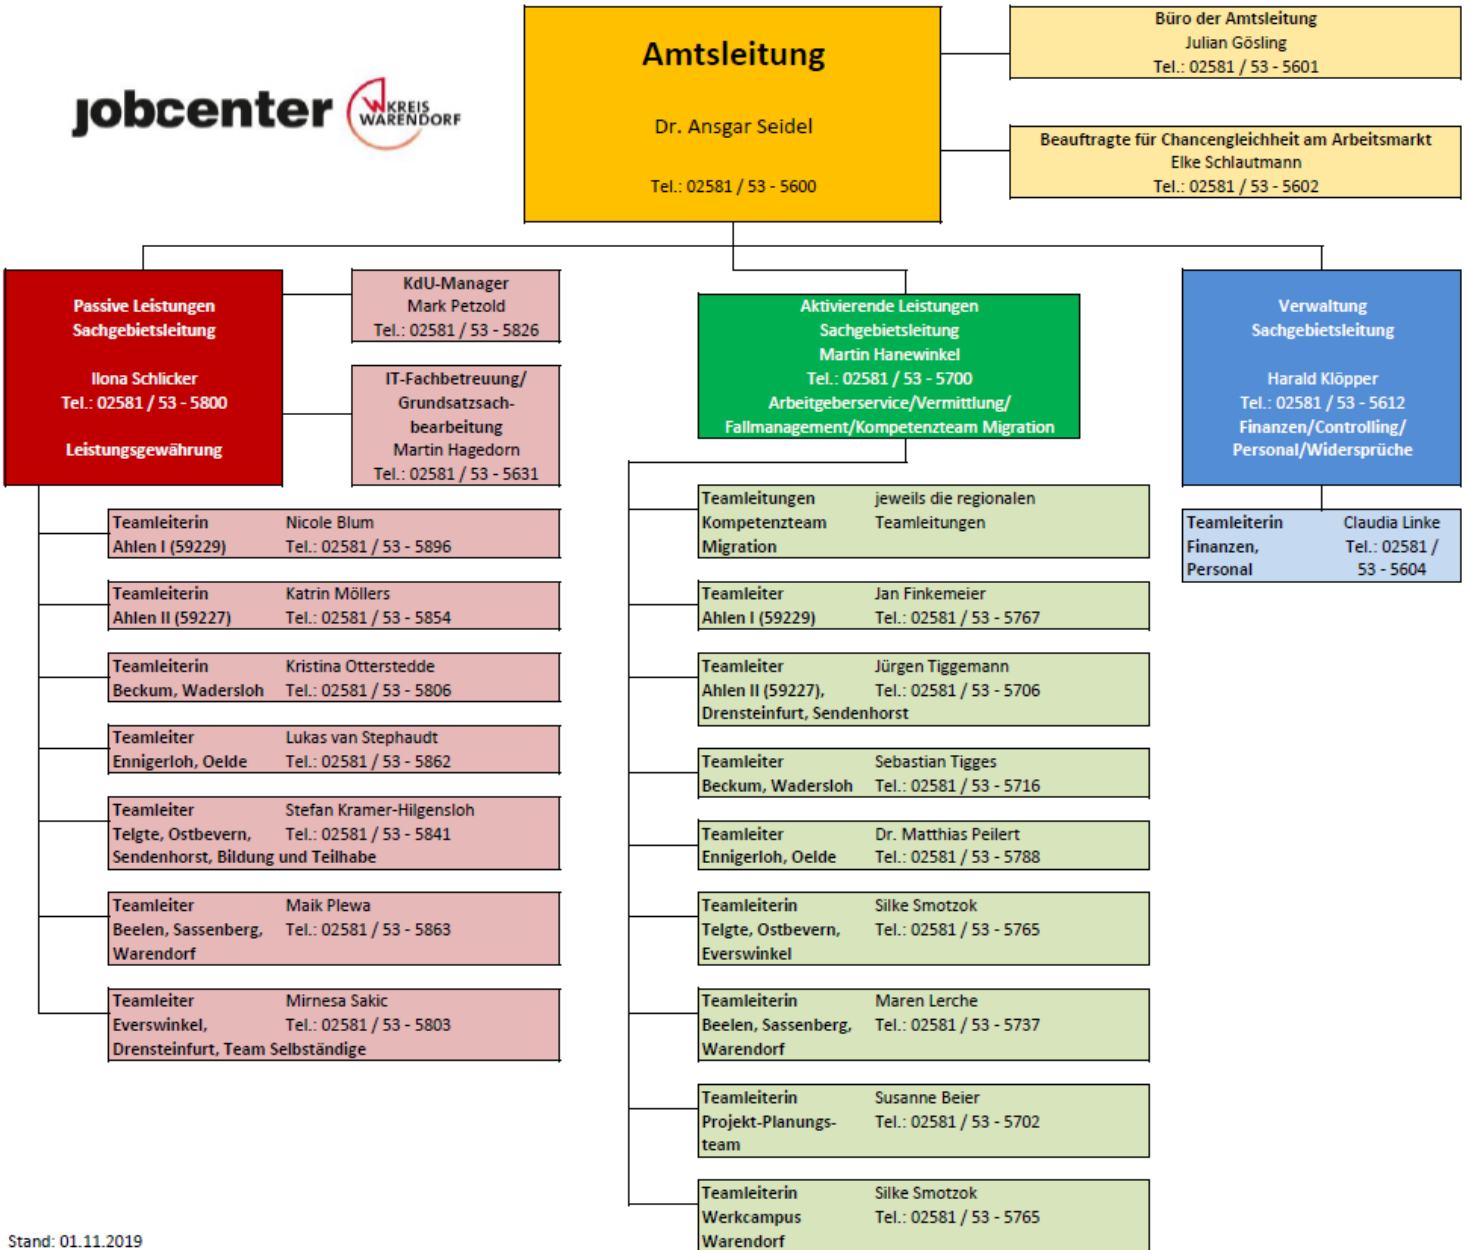 jobcenter KREIS WARENDORF
Amtsleitung
Dr. Ansgar Seidel
Tel.: 02581 / 53 - 5600
Büro der Amtsleitung
Julian Gösling
Tel.: 02581 / 53 - 5601
Beauftragte für Chancengleichheit am Arbeitsmarkt
Elke Schlautmann
Tel.: 02581 / 53 - 5602
Passive Leistungen
Sachgebietsleitung
Ilona Schlicker
Tel.: 02581 / 53 - 5800
Leistungsgewährung
KdU-Manager
Mark Petzold
Tel.: 02581 / 53 - 5826
IT-Fachbetreuung/
Grundsatzsach-
bearbeitung
Martin Hagedorn
Tel.: 02581 / 53 - 5631
Teamleiterin Nicole Blum
Ahlen I (59229) Tel.: 02581 / 53 - 5896
Teamleiterin Katrin Möllers
Ahlen II (59227) Tel.: 02581 / 53 - 5854
Teamleiterin Kristina Otterstedde
Beckum, Wadersloh Tel.: 02581 / 53 - 5806
Teamleiter Lukas van Stephaudt
Ennigerloh, Oelde Tel.: 02581 / 53 - 5862
Teamleiter Stefan Kramer-Hilgensloh
Telgte, Ostbevern, Tel.: 02581 / 53 - 5841
Sendenhorst, Bildung und Teilhabe
Teamleiter Maik Plewa
Beelen, Sassenberg, Tel.: 02581 / 53 - 5863
Warendorf
Teamleiter Mirnesa Sakic
Everswinkel, Tel.: 02581 / 53 - 5803
Drensteinfurt, Team Selbständige
Aktivierende Leistungen
Sachgebietsleitung
Martin Hanewinkel
Tel.: 02581 / 53 - 5700
Arbeitgeberservice/Vermittlung/
Fallmanagement/Kompetenzteam Migration
Teamleitungen jeweils die regionalen
Kompetenzteam Teamleitungen
Migration
Teamleiter Jan Finkemeier
Ahlen I (59229) Tel.: 02581 / 53 - 5767
Teamleiter Jürgen Tiggemann
Ahlen II (59227), Tel.: 02581 / 53 - 5706
Drensteinfurt, Sendenhorst
Teamleiter Sebastian Tigges
Beckum, Wadersloh Tel.: 02581 / 53 - 5716
Teamleiter Dr. Matthias Peilert
Ennigerloh, Oelde Tel.: 02581 / 53 - 5788
Teamleiterin Silke Smotzok
Telgte, Ostbevern, Tel.: 02581 / 53 - 5765
Everswinkel
Teamleiterin Maren Lerche
Beelen, Sassenberg, Tel.: 02581 / 53 - 5737
Warendorf
Teamleiterin Susanne Beier
Projekt-Planungs- Tel.: 02581 / 53 - 5702
team
Teamleiterin Silke Smotzok
Werkcampus Tel.: 02581 / 53 - 5765
Warendorf
Verwaltung
Sachgebietsleitung
Harald Klöpper
Tel.: 02581 / 53 - 5612
Finanzen/Controlling/
Personal/Widersprüche
Teamleiterin Claudia Linke
Finanzen, Tel.: 02581 /
Personal 53 - 5604
Stand: 01.11.2019